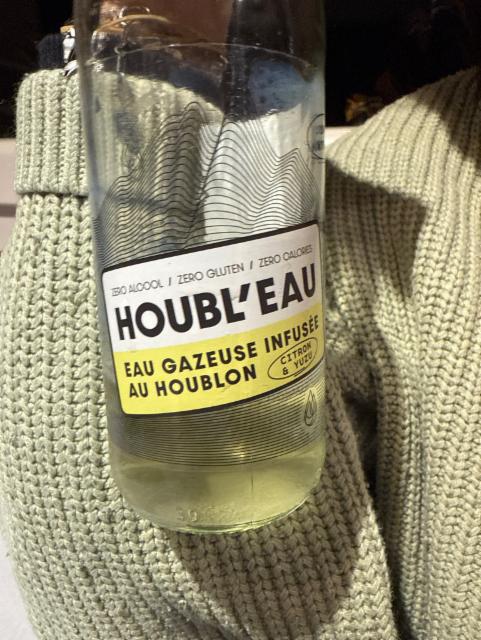 ZERO ALCOOL / ZERO GLUTEN / ZERO CALORIES
HOUBL'EAU
EAU GAZEUSE INFUSÉE
AU HOUBLON
CITRON
& YUZU